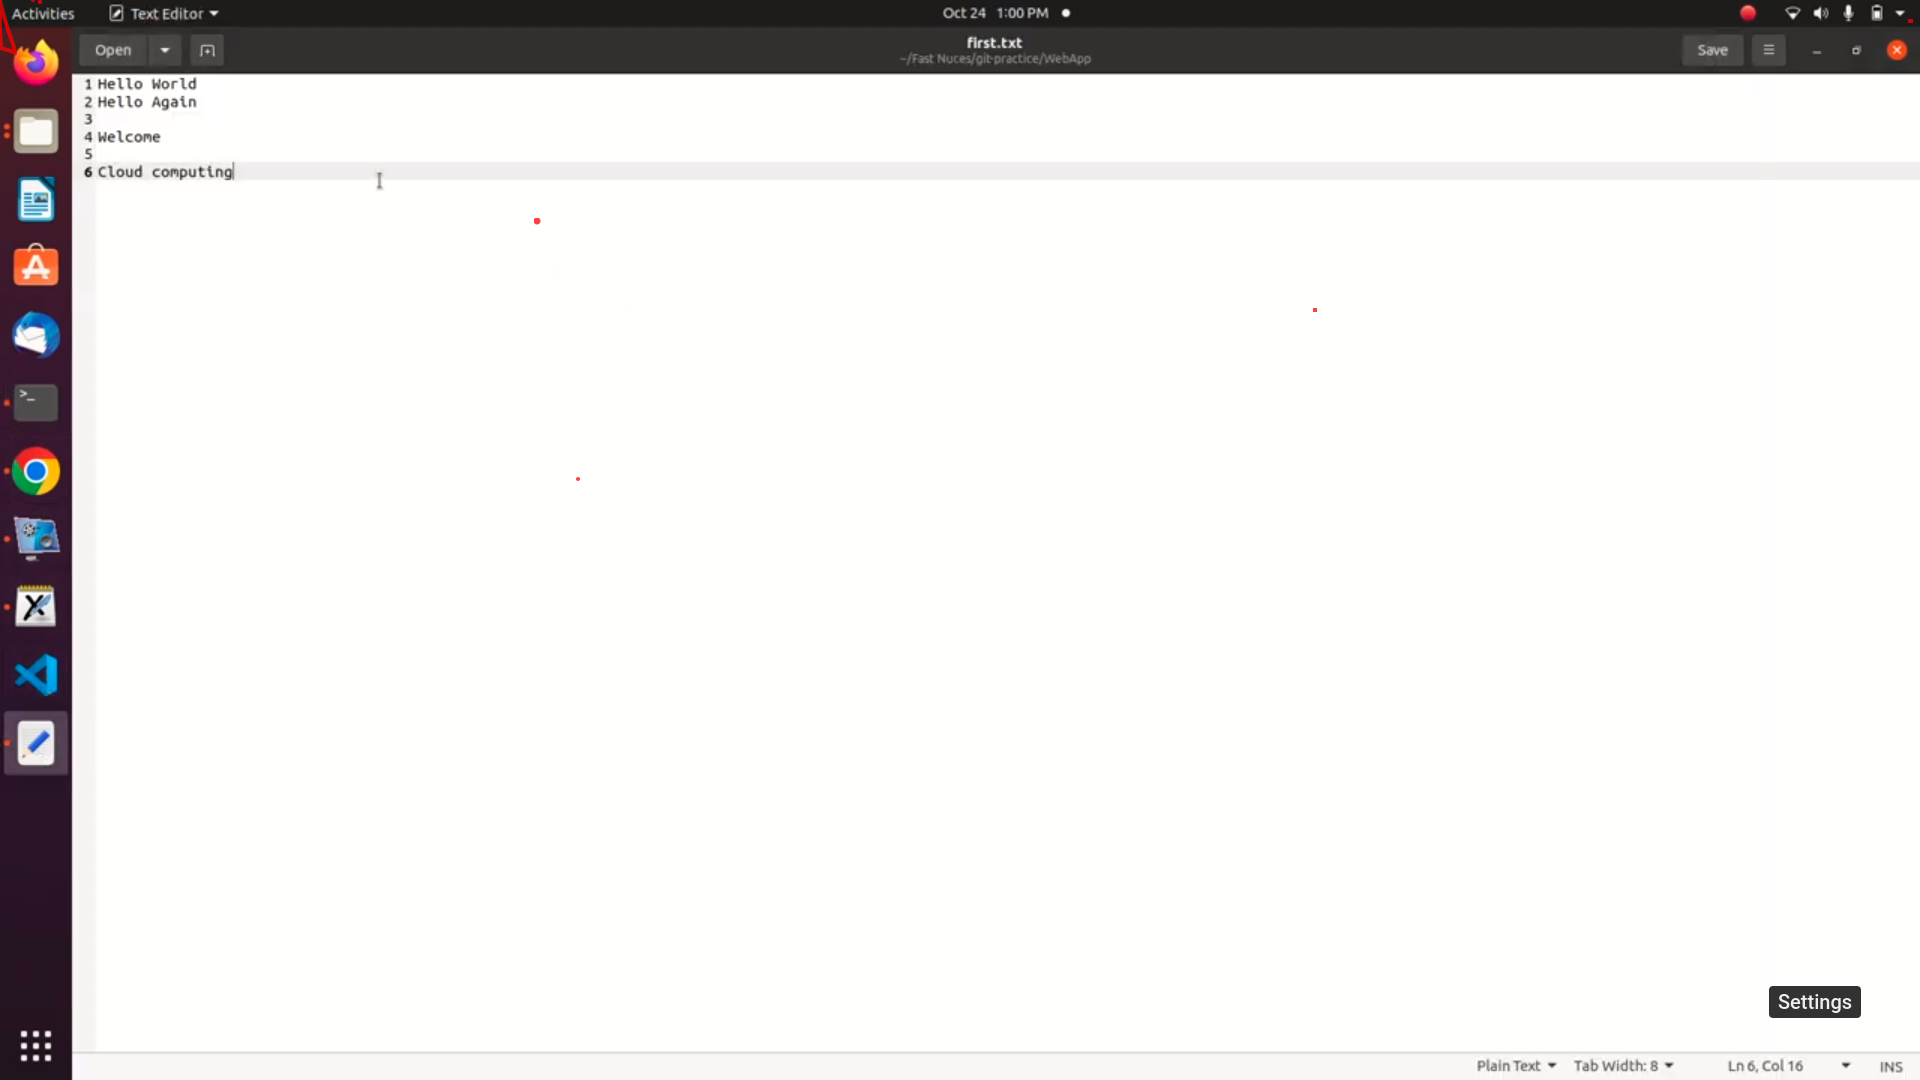 Activities Text Editor Oct 24 1:00 PM
Open first.txt Save
~/Fast Nuces/git-practice/WebApp
1 Hello World
2 Hello Again
3
4 Welcome
5
6 Cloud computing
Settings
Plain Text Tab Width: 8 Ln 6, Col 16 INS